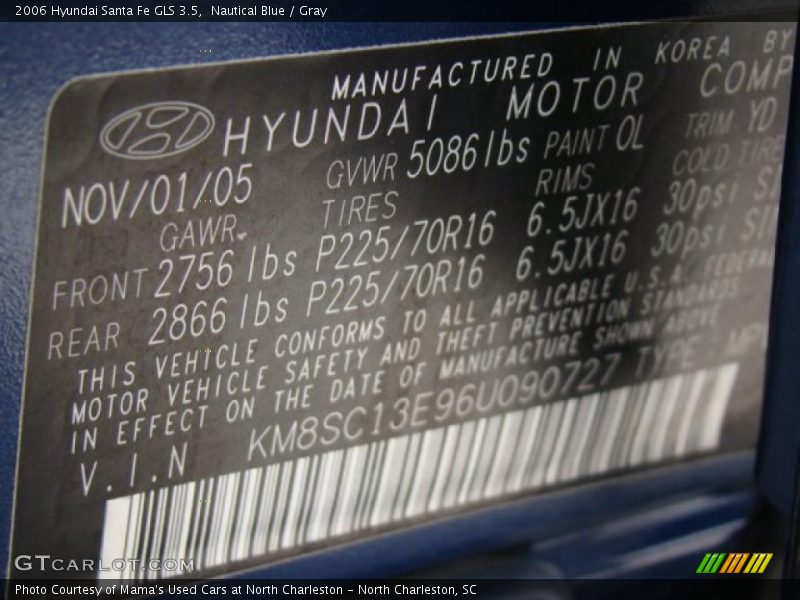 2006 Hyundai Santa Fe GLS 3.5, Nautical Blue / Gray
MANUFACTURED IN KOREA BY
HYUNDAI MOTOR COMP
NOV/01/05 GVWR 5086lbs PAINT OL TRIM YD
GAWR TIRES RIMS COLD TIRE
FRONT 2756 lbs P225/70R16 6.5JX16 30psi
REAR 2866 lbs P225/70R16 6.5JX16 30psi
THIS VEHICLE CONFORMS TO ALL APPLICABLE U.S.A. FEDERAL
MOTOR VEHICLE SAFETY AND THEFT PREVENTION STANDARDS
IN EFFECT ON THE DATE OF MANUFACTURE SHOWN ABOVE
V.I.N KM8SC13E96U090727 TYPE
GTCARLOT.COM
Photo Courtesy of Mama's Used Cars at North Charleston - North Charleston, SC